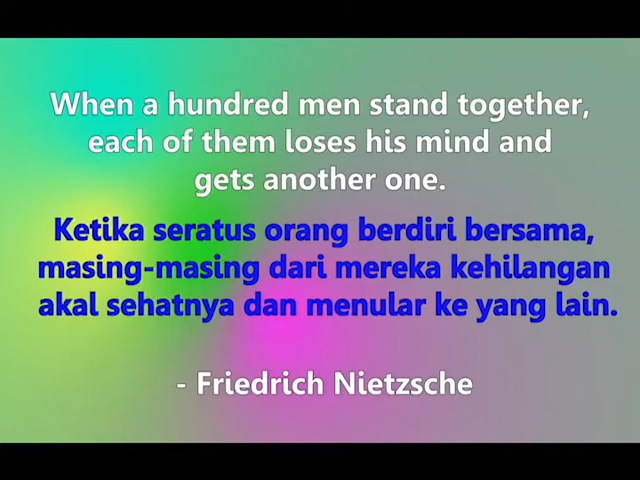 When a hundred men stand together,
each of them loses his mind and
gets another one.
Ketika seratus orang berdiri bersama,
masing-masing dari mereka kehilangan
akal sehatnya dan menular ke yang lain.
- Friedrich Nietzsche